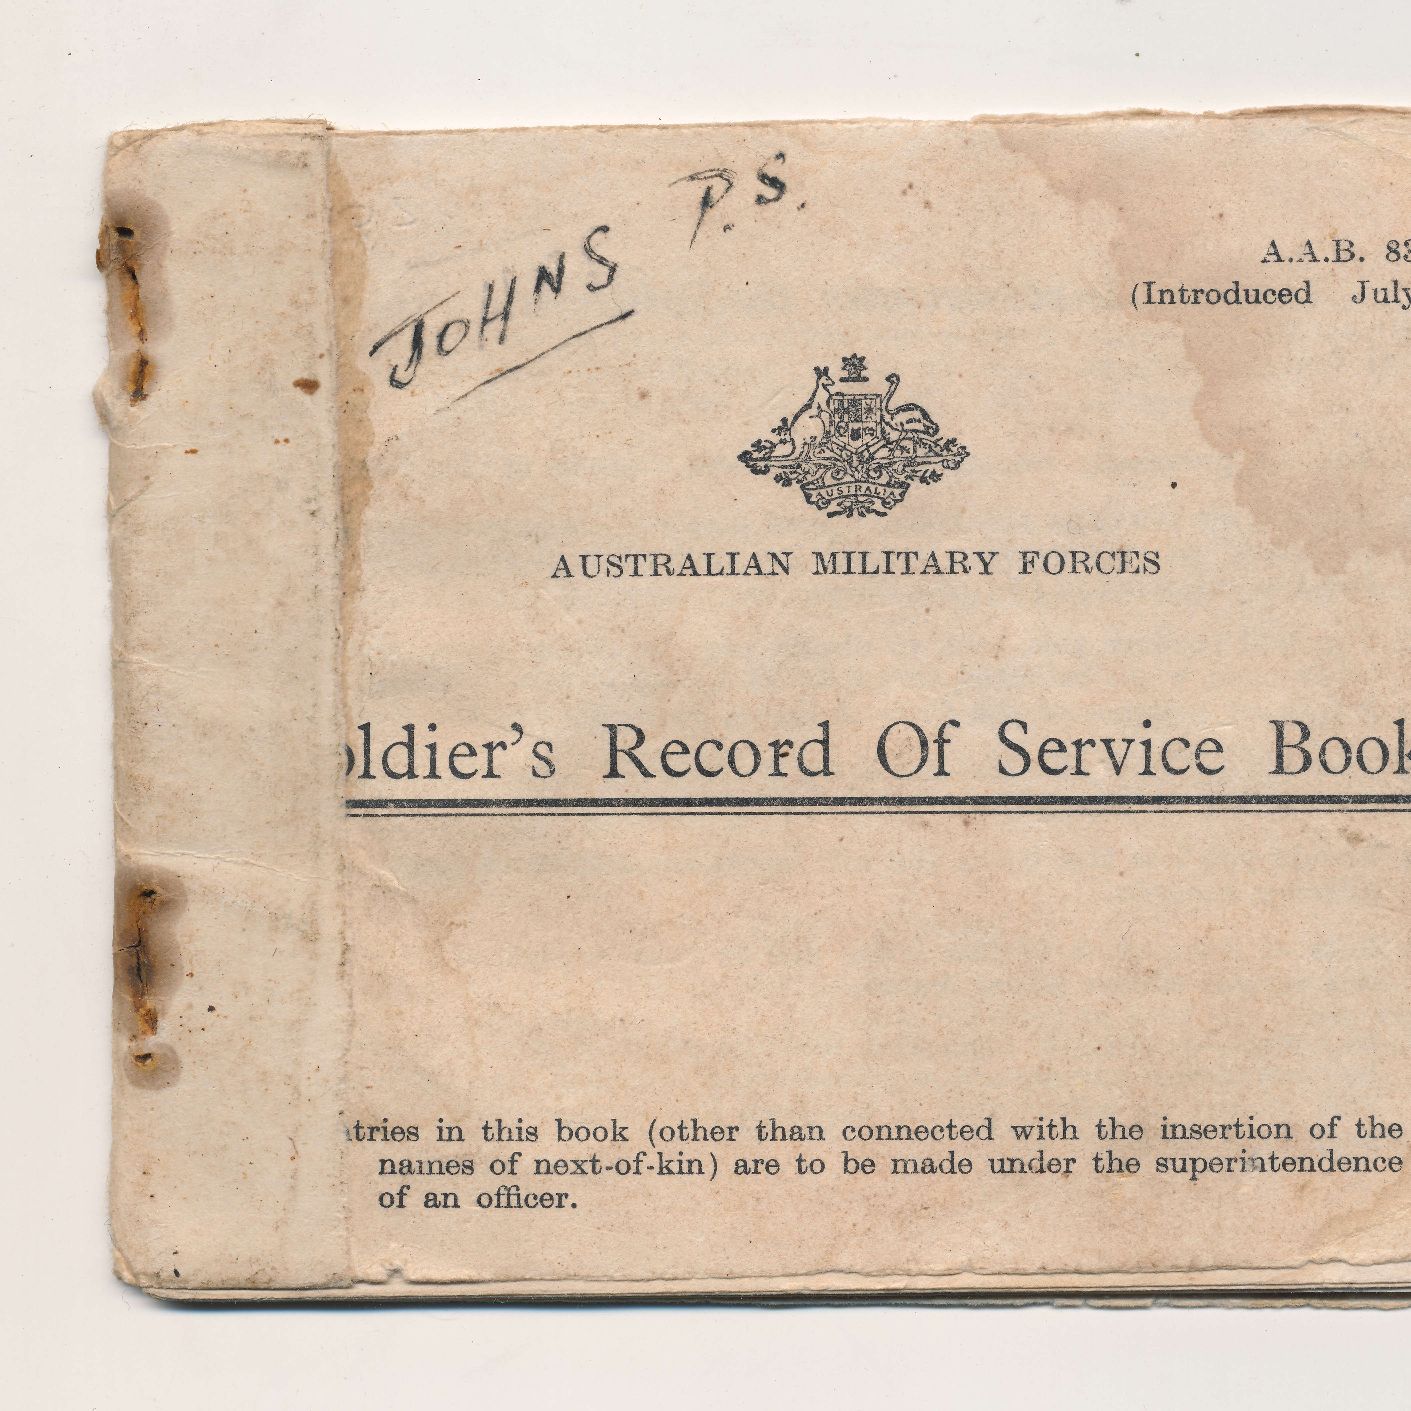 JOHNS P.S.
A.A.B. 83
(Introduced July
AUSTRALIA
AUSTRALIAN MILITARY FORCES
oldier's Record Of Service Book
tries in this book (other than connected with the insertion of the
names of next-of-kin) are to be made under the superintendence
of an officer.